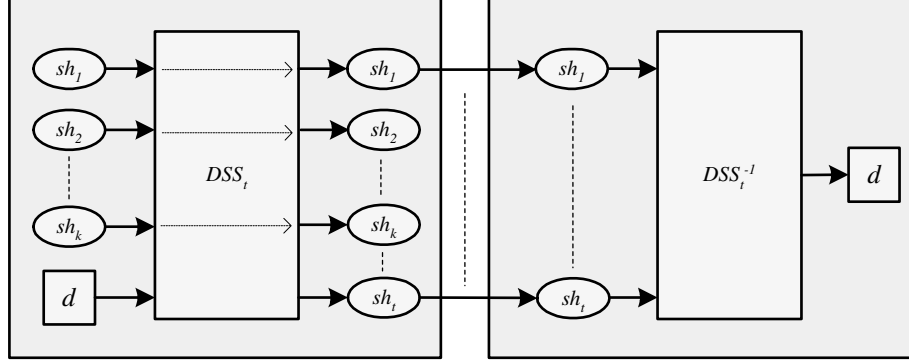 sh₁ sh₁ sh₁
sh₂ sh₂
DSSₜ DSSₜ⁻¹ d
shₖ shₖ
d shₜ shₜ